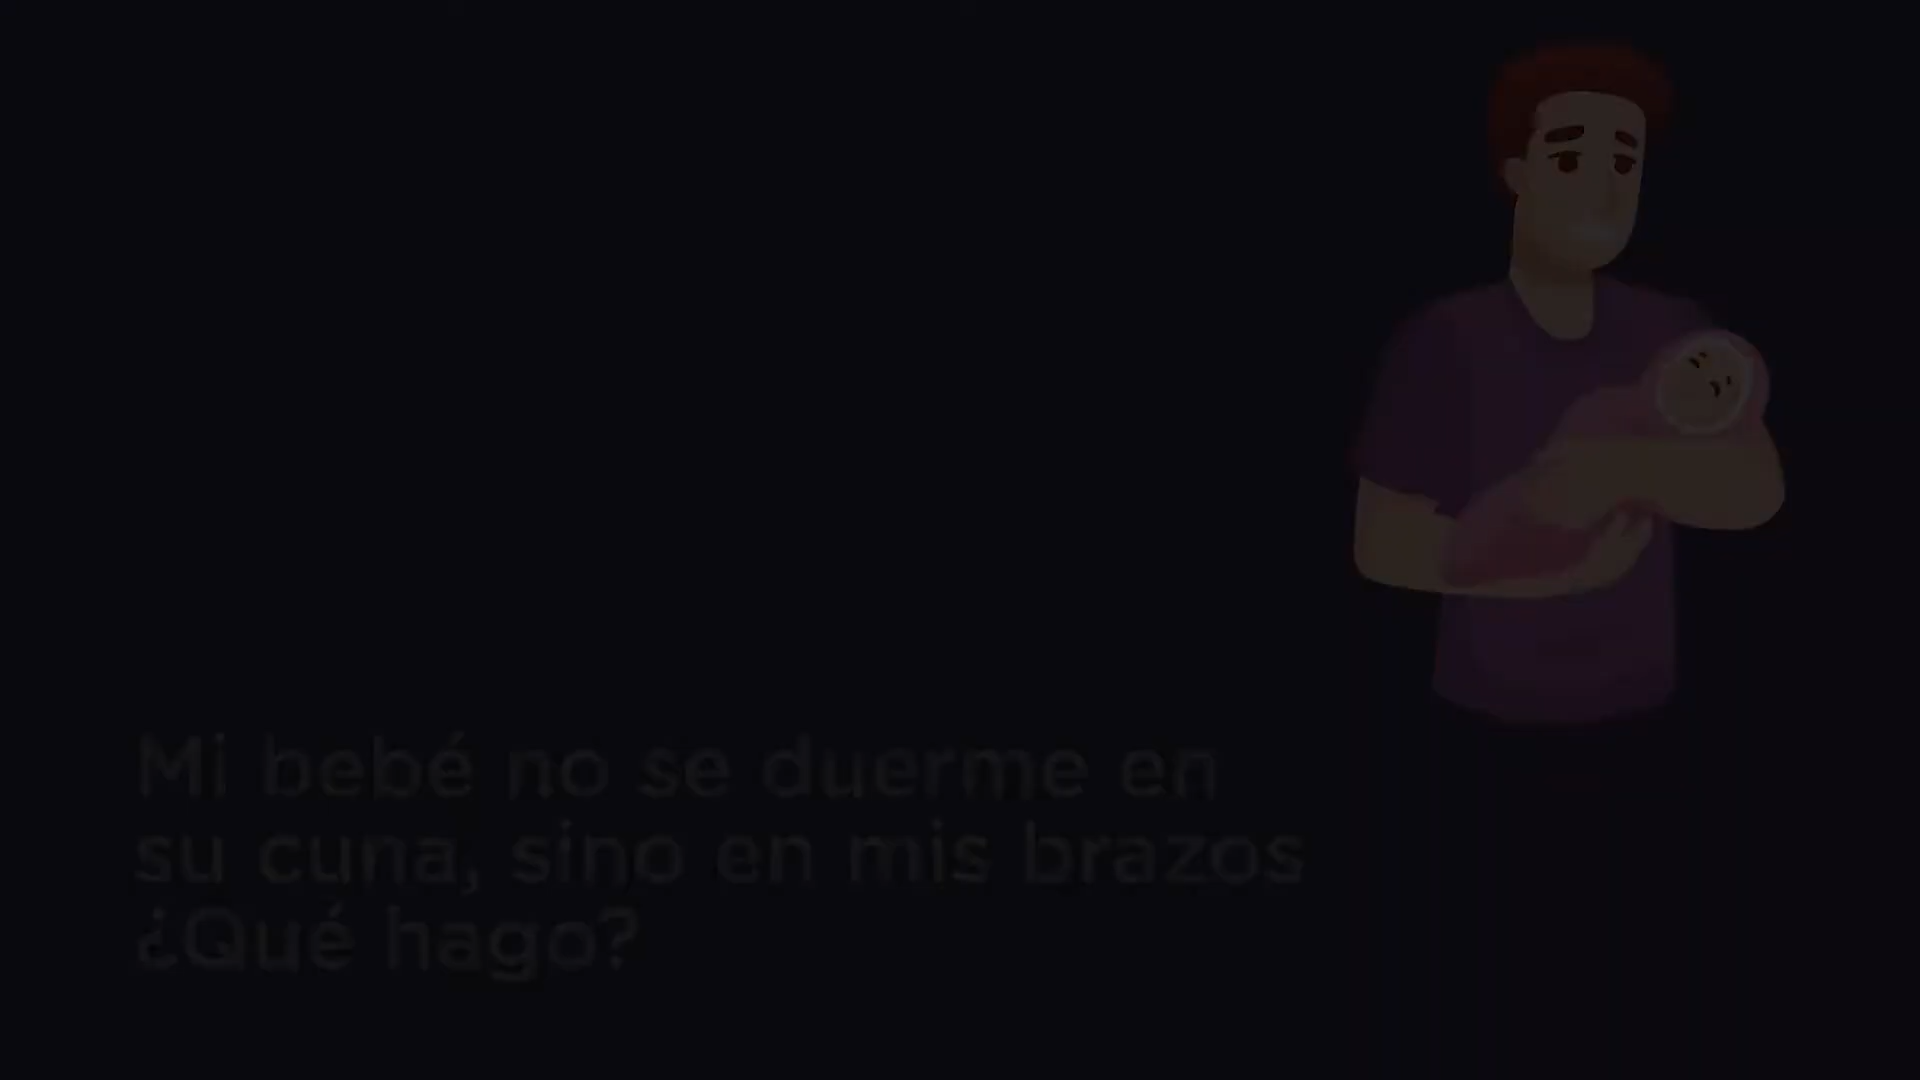 Mi bebé no se duerme en
su cuna, sino en mis brazos
¿Qué hago?